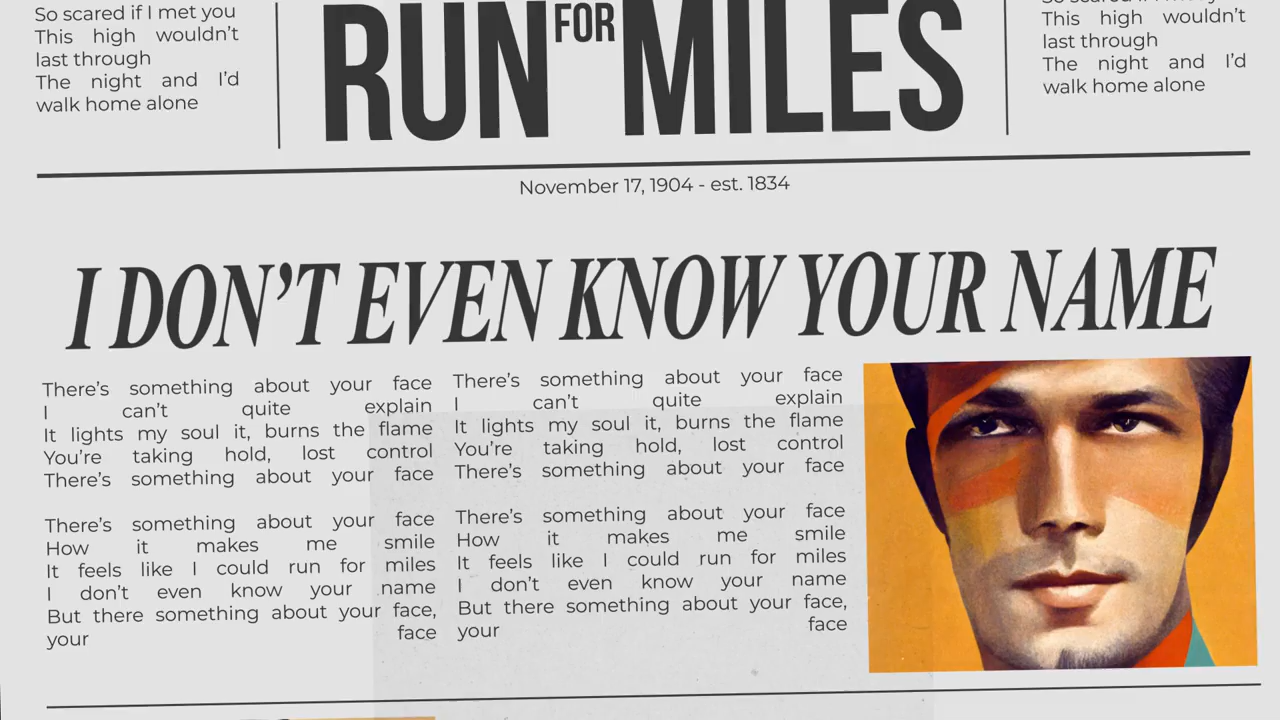 So scared if I met you
This high wouldn't
last through
The night and I'd
walk home alone
RUN FOR MILES
This high wouldn't
last through
The night and I'd
walk home alone
November 17, 1904 - est. 1834
I DON'T EVEN KNOW YOUR NAME
There's something about your face
I can't quite explain
It lights my soul it, burns the flame
You're taking hold, lost control
There's something about your face
There's something about your face
How it makes me smile
It feels like I could run for miles
I don't even know your name
But there something about your face,
your face
There's something about your face
I can't quite explain
It lights my soul it, burns the flame
You're taking hold, lost control
There's something about your face
There's something about your face
How it makes me smile
It feels like I could run for miles
I don't even know your name
But there something about your face,
your face